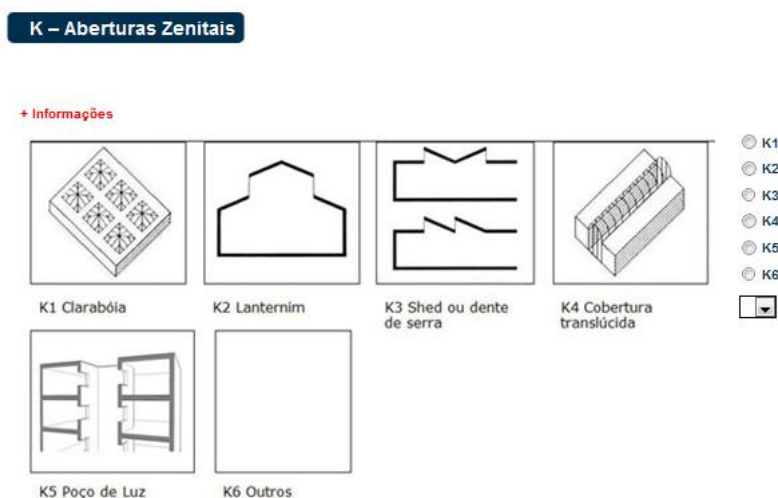 K – Aberturas Zenitais
+ Informações
K1
K2
K3
K4
K5
K6
K1 Clarabóia
K2 Lanternim
K3 Shed ou dente
de serra
K4 Cobertura
translúcida
K5 Poço de Luz
K6 Outros